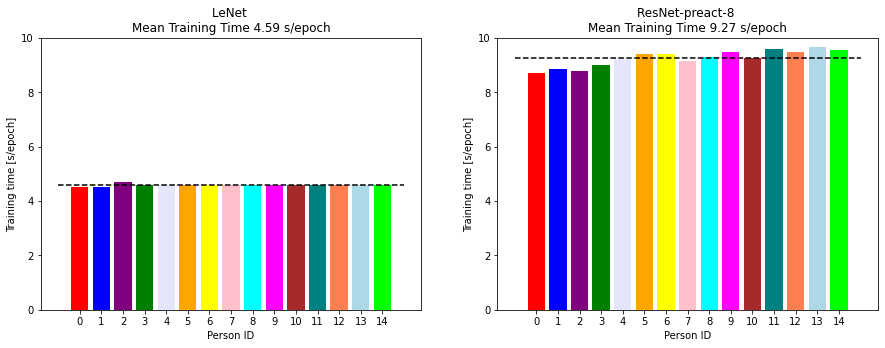 LeNet
Mean Training Time 4.59 s/epoch
10
8
6
4
2
0
Training time [s/epoch]
0 1 2 3 4 5 6 7 8 9 10 11 12 13 14
Person ID
ResNet-preact-8
Mean Training Time 9.27 s/epoch
10
8
6
4
2
0
Training time [s/epoch]
0 1 2 3 4 5 6 7 8 9 10 11 12 13 14
Person ID